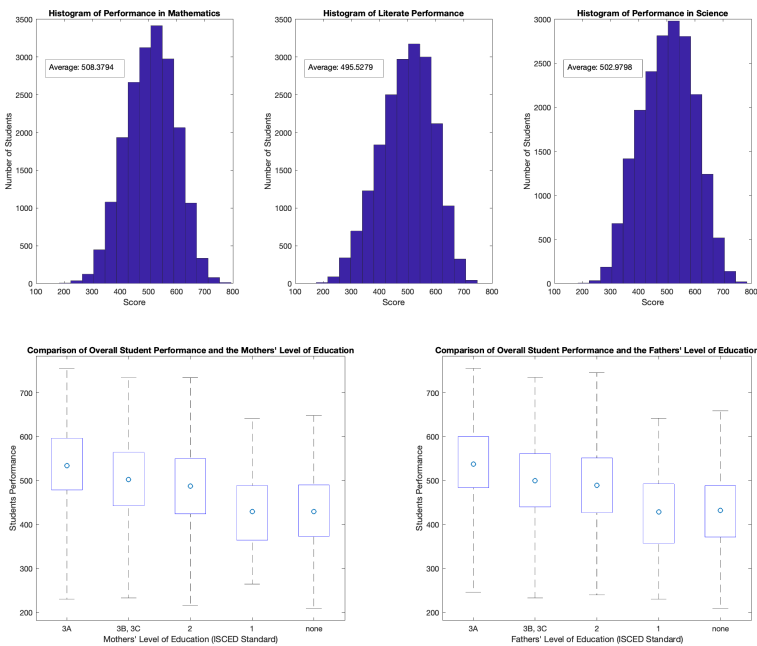 Histogram of Performance in Mathematics
Average: 508.3794
Number of Students
3500
3000
2500
2000
1500
1000
500
0
100 200 300 400 500 600 700 800
Score
Histogram of Literate Performance
Average: 495.5279
Number of Students
3500
3000
2500
2000
1500
1000
500
0
100 200 300 400 500 600 700 800
Score
Histogram of Performance in Science
Average: 502.9798
Number of Students
3000
2500
2000
1500
1000
500
0
100 200 300 400 500 600 700 800
Score
Comparison of Overall Student Performance and the Mothers' Level of Education
Students Performance
700
600
500
400
300
200
3A 3B, 3C 2 1 none
Mothers' Level of Education (ISCED Standard)
Comparison of Overall Student Performance and the Fathers' Level of Education
Students Performance
700
600
500
400
300
200
3A 3B, 3C 2 1 none
Fathers' Level of Education (ISCED Standard)